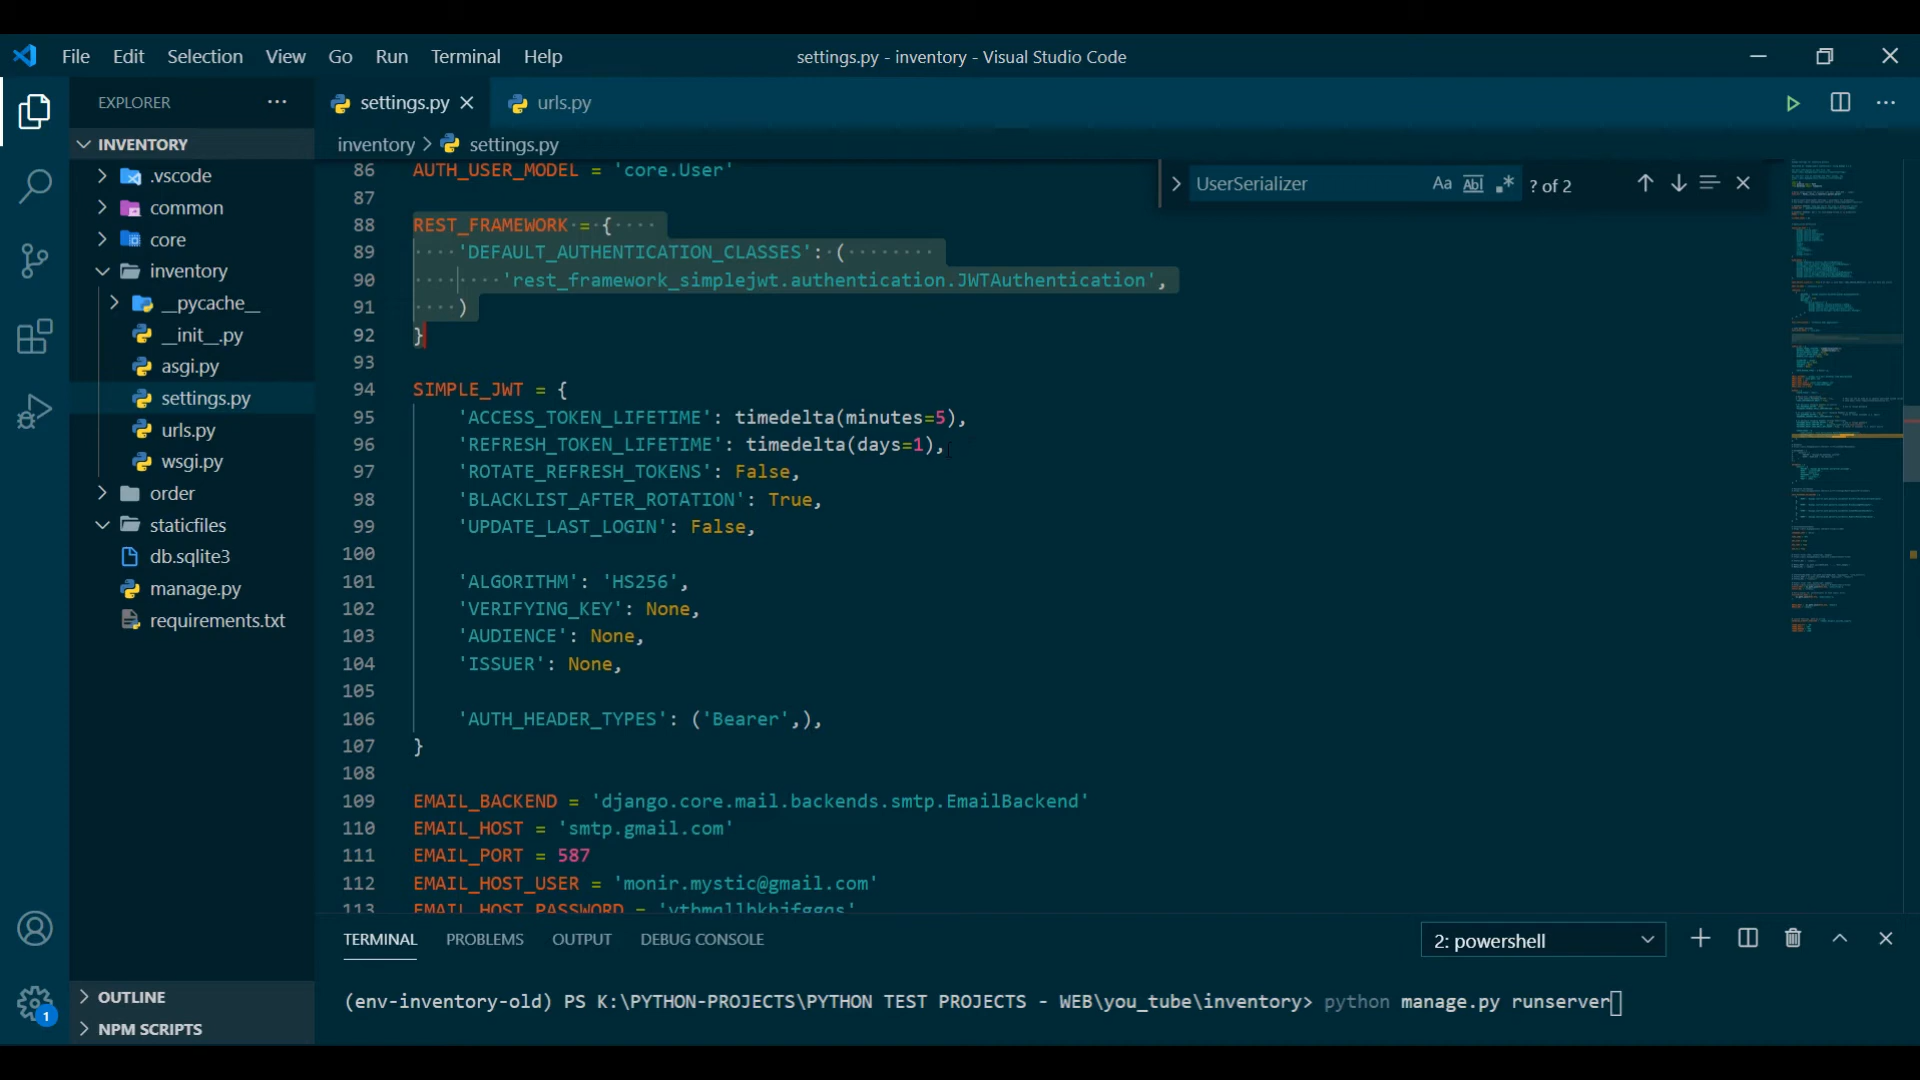 File Edit Selection View Go Run Terminal Help settings.py - inventory - Visual Studio Code
EXPLORER
settings.py
urls.py
INVENTORY
.vscode
common
core
inventory
__pycache__
__init__.py
asgi.py
settings.py
urls.py
wsgi.py
order
staticfiles
db.sqlite3
manage.py
requirements.txt
OUTLINE
NPM SCRIPTS
1
inventory > settings.py
UserSerializer Aa Abl .* ? of 2
86 AUTH_USER_MODEL = 'core.User'
87
88 REST_FRAMEWORK = {
89 'DEFAULT_AUTHENTICATION_CLASSES': (
90 'rest_framework_simplejwt.authentication.JWTAuthentication',
91 )
92 }
93
94 SIMPLE_JWT = {
95 'ACCESS_TOKEN_LIFETIME': timedelta(minutes=5),
96 'REFRESH_TOKEN_LIFETIME': timedelta(days=1),
97 'ROTATE_REFRESH_TOKENS': False,
98 'BLACKLIST_AFTER_ROTATION': True,
99 'UPDATE_LAST_LOGIN': False,
100
101 'ALGORITHM': 'HS256',
102 'VERIFYING_KEY': None,
103 'AUDIENCE': None,
104 'ISSUER': None,
105
106 'AUTH_HEADER_TYPES': ('Bearer',),
107 }
108
109 EMAIL_BACKEND = 'django.core.mail.backends.smtp.EmailBackend'
110 EMAIL_HOST = 'smtp.gmail.com'
111 EMAIL_PORT = 587
112 EMAIL_HOST_USER = 'monir.mystic@gmail.com'
113 EMAIL_HOST_PASSWORD =
TERMINAL PROBLEMS OUTPUT DEBUG CONSOLE 2: powershell
(env-inventory-old) PS K:\PYTHON-PROJECTS\PYTHON TEST PROJECTS - WEB\you_tube\inventory> python manage.py runserver